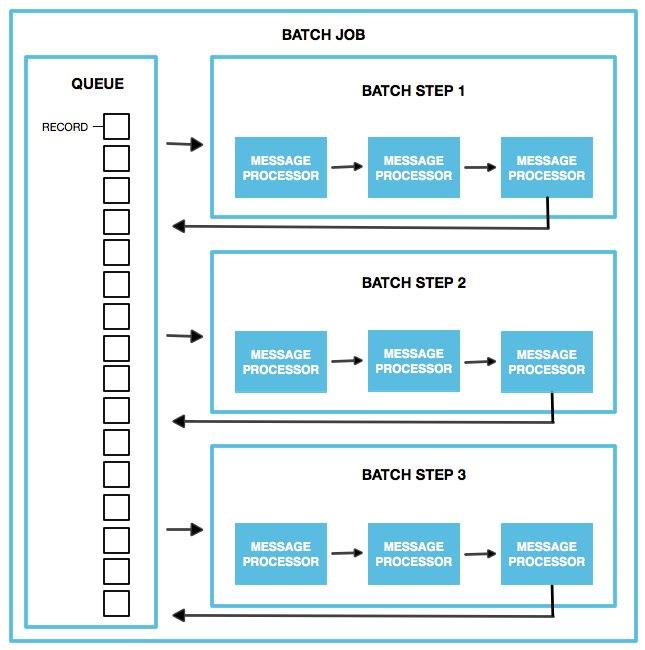 BATCH JOB
QUEUE
RECORD
BATCH STEP 1
MESSAGE
PROCESSOR
MESSAGE
PROCESSOR
MESSAGE
PROCESSOR
BATCH STEP 2
MESSAGE
PROCESSOR
MESSAGE
PROCESSOR
MESSAGE
PROCESSOR
BATCH STEP 3
MESSAGE
PROCESSOR
MESSAGE
PROCESSOR
MESSAGE
PROCESSOR